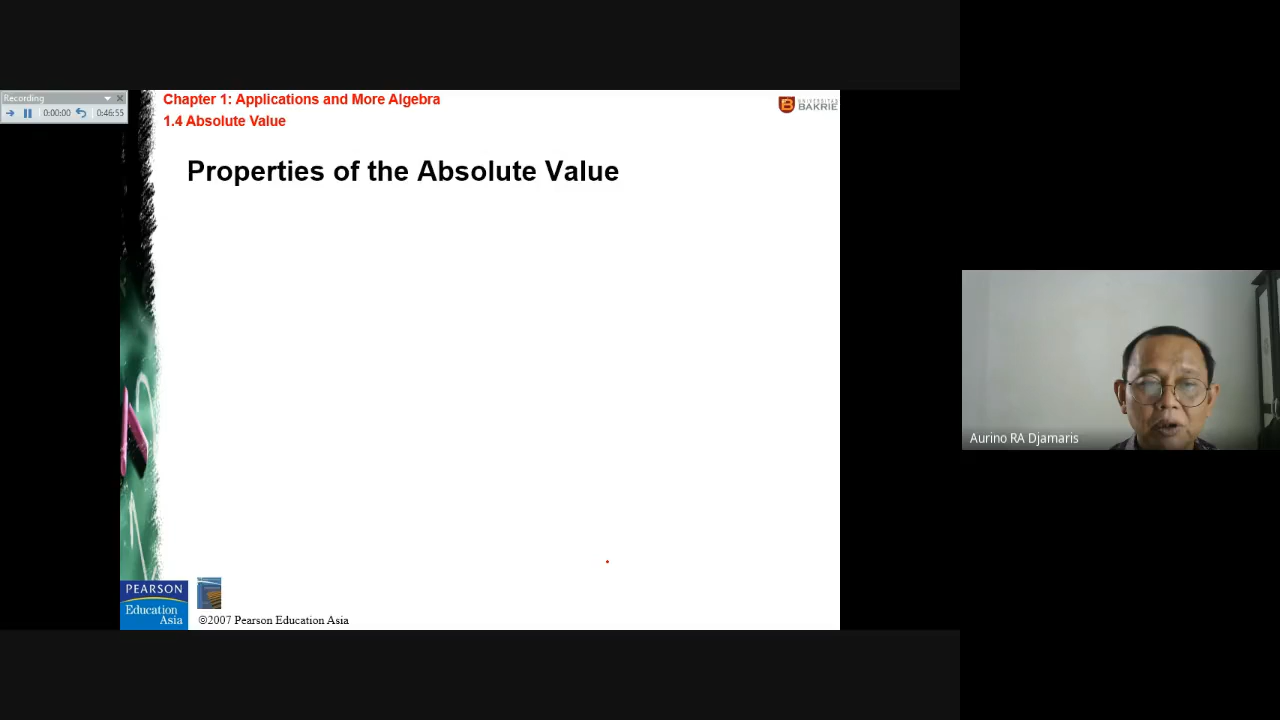 Recording
0:00:00
0:46:55
Chapter 1: Applications and More Algebra
1.4 Absolute Value
UNIVERSITAS
BAKRIE
Properties of the Absolute Value
Aurino RA Djamaris
PEARSON
Education
Asia
©2007 Pearson Education Asia